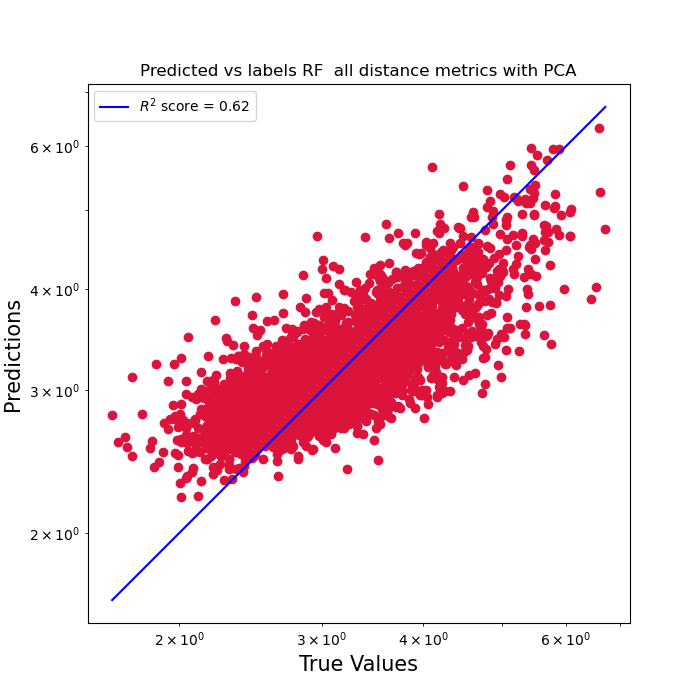 Predicted vs labels RF  all distance metrics with PCA
R² score = 0.62
6 × 10⁰
4 × 10⁰
3 × 10⁰
2 × 10⁰
Predictions
2 × 10⁰
3 × 10⁰
4 × 10⁰
6 × 10⁰
True Values